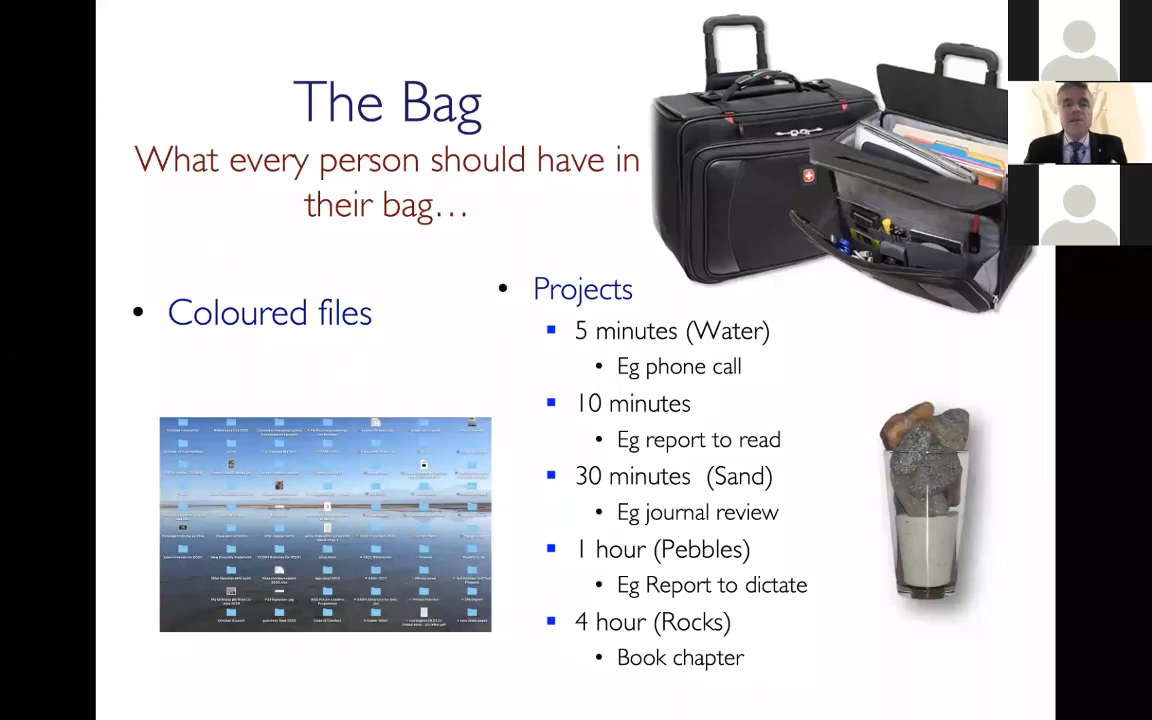 The Bag
What every person should have in
their bag…
• Coloured files
• Projects
5 minutes (Water)
• Eg phone call
10 minutes
• Eg report to read
30 minutes (Sand)
• Eg journal review
1 hour (Pebbles)
• Eg Report to dictate
4 hour (Rocks)
• Book chapter